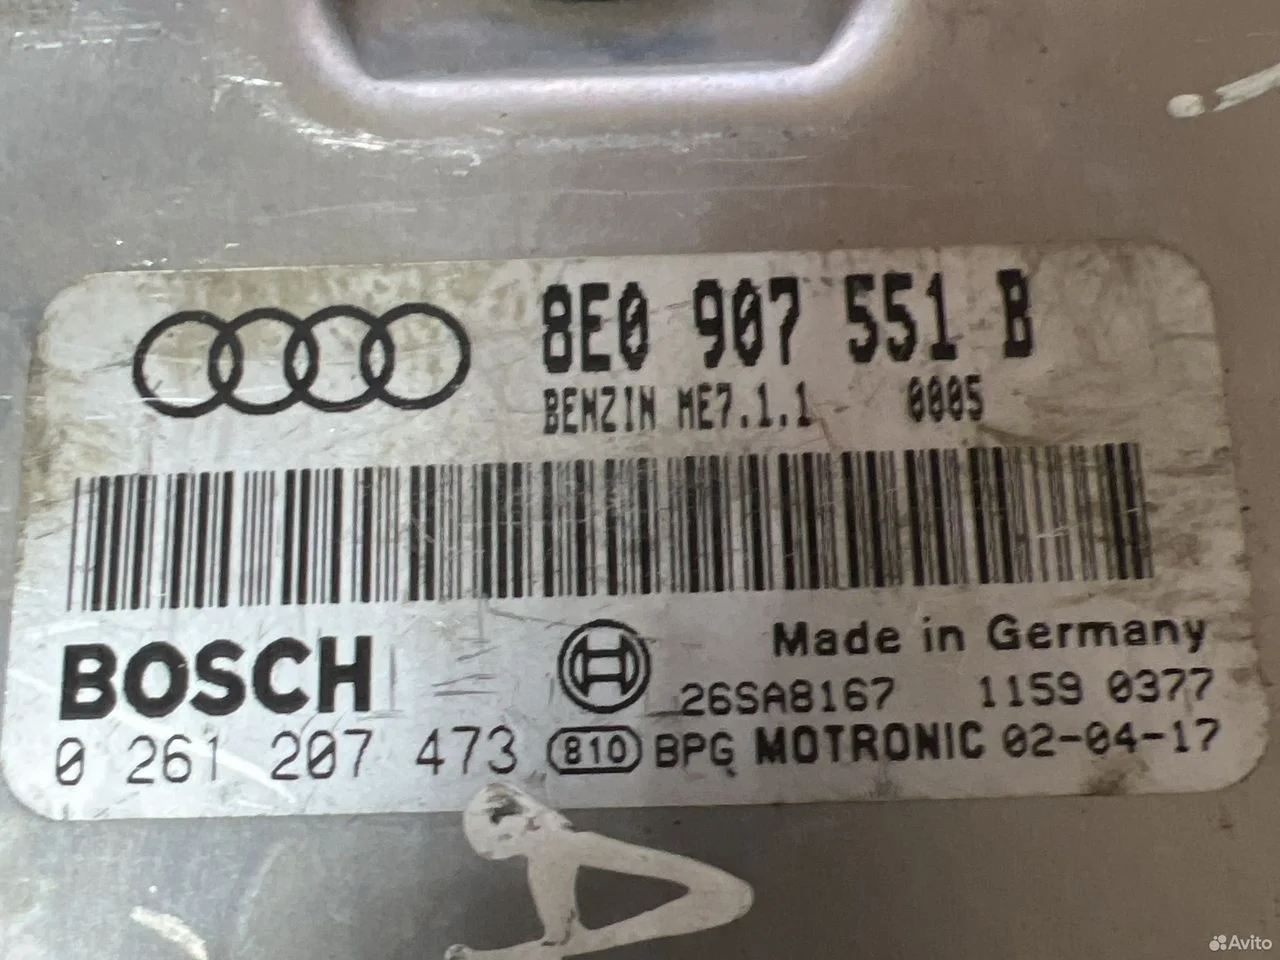 8E0 907 551 B
BENZIN ME7.1.1 0005
BOSCH
Made in Germany
26SA8167 1159 0377
0 261 207 473 810 BPG MOTRONIC 02-04-17
Avito